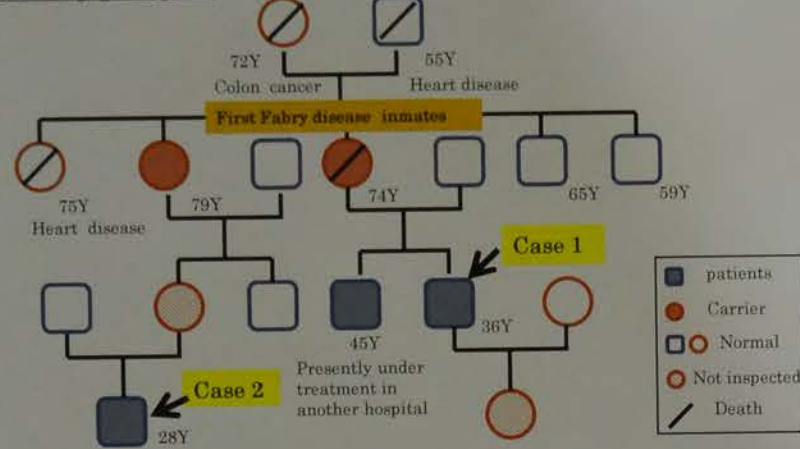 72Y
55Y
Colon cancer
Heart disease
First Fabry disease inmates
75Y
79Y
74Y
65Y
59Y
Heart disease
Case 1
patients
Carrier
36Y
Normal
45Y
Presently under
treatment in
another hospital
Not inspected
Case 2
Death
28Y